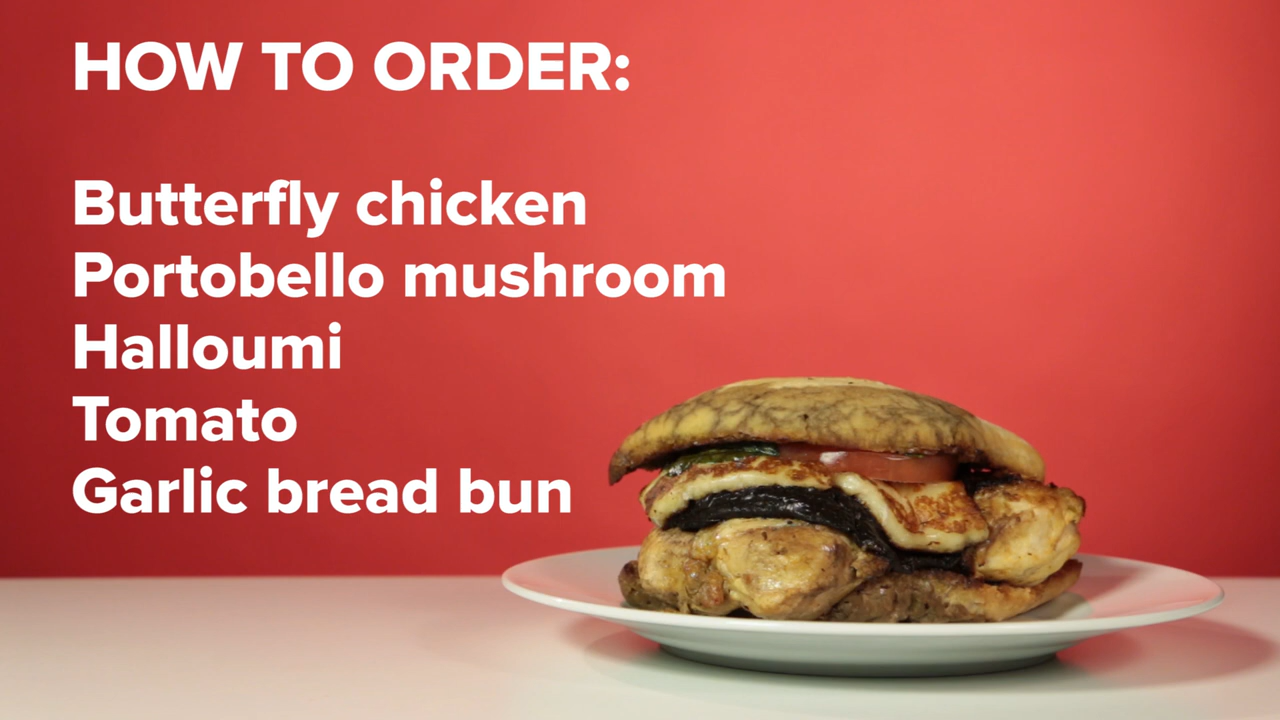 HOW TO ORDER:
Butterfly chicken
Portobello mushroom
Halloumi
Tomato
Garlic bread bun